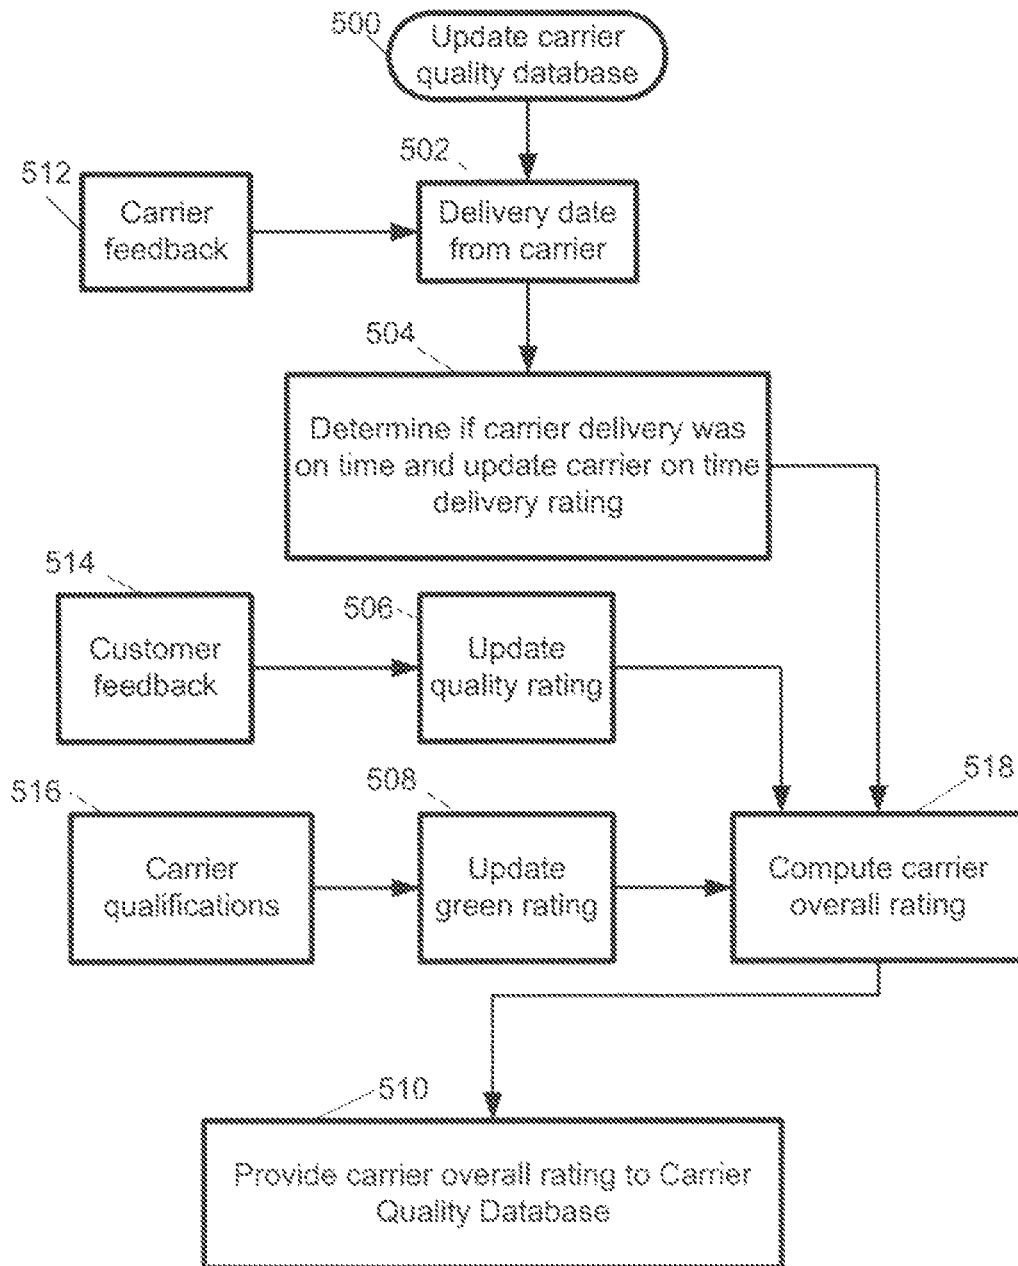 500
Update carrier
quality database
502
512
Carrier
feedback
Delivery date
from carrier
504
Determine if carrier delivery was
on time and update carrier on time
delivery rating
514
Customer
feedback
506
Update
quality rating
516
Carrier
qualifications
508
Update
green rating
518
Compute carrier
overall rating
510
Provide carrier overall rating to Carrier
Quality Database